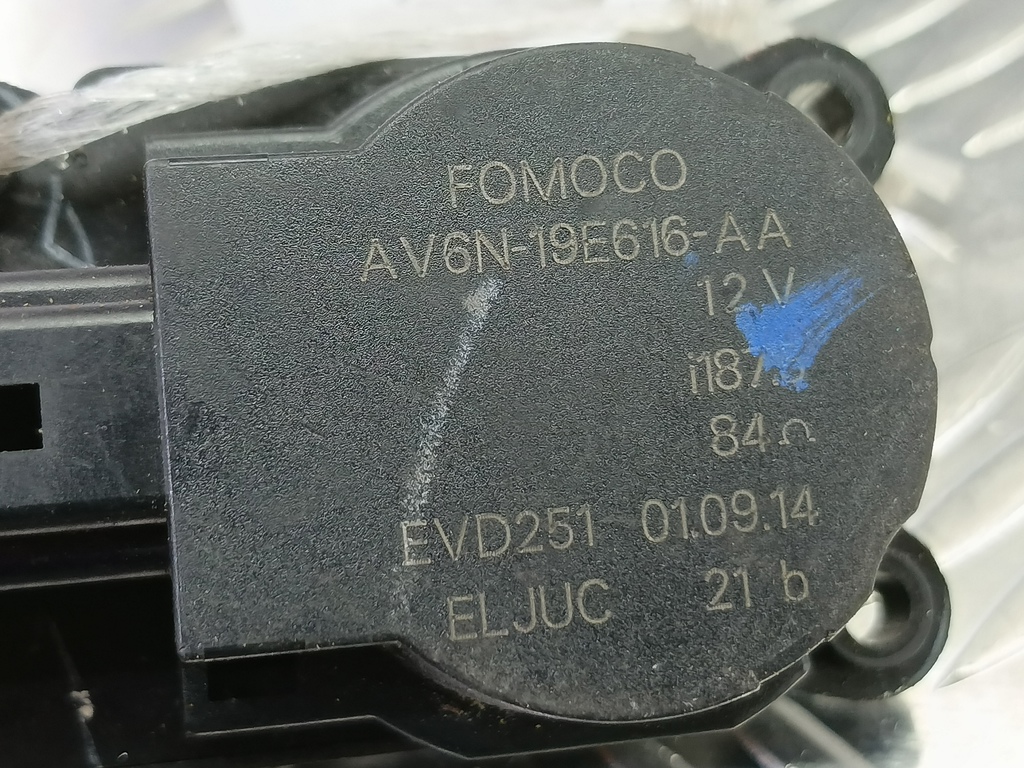 FOMOCO
AV6N-19E616-AA
12 V
84 Ω
EVD251 01.09.14
ELJUC 21 b